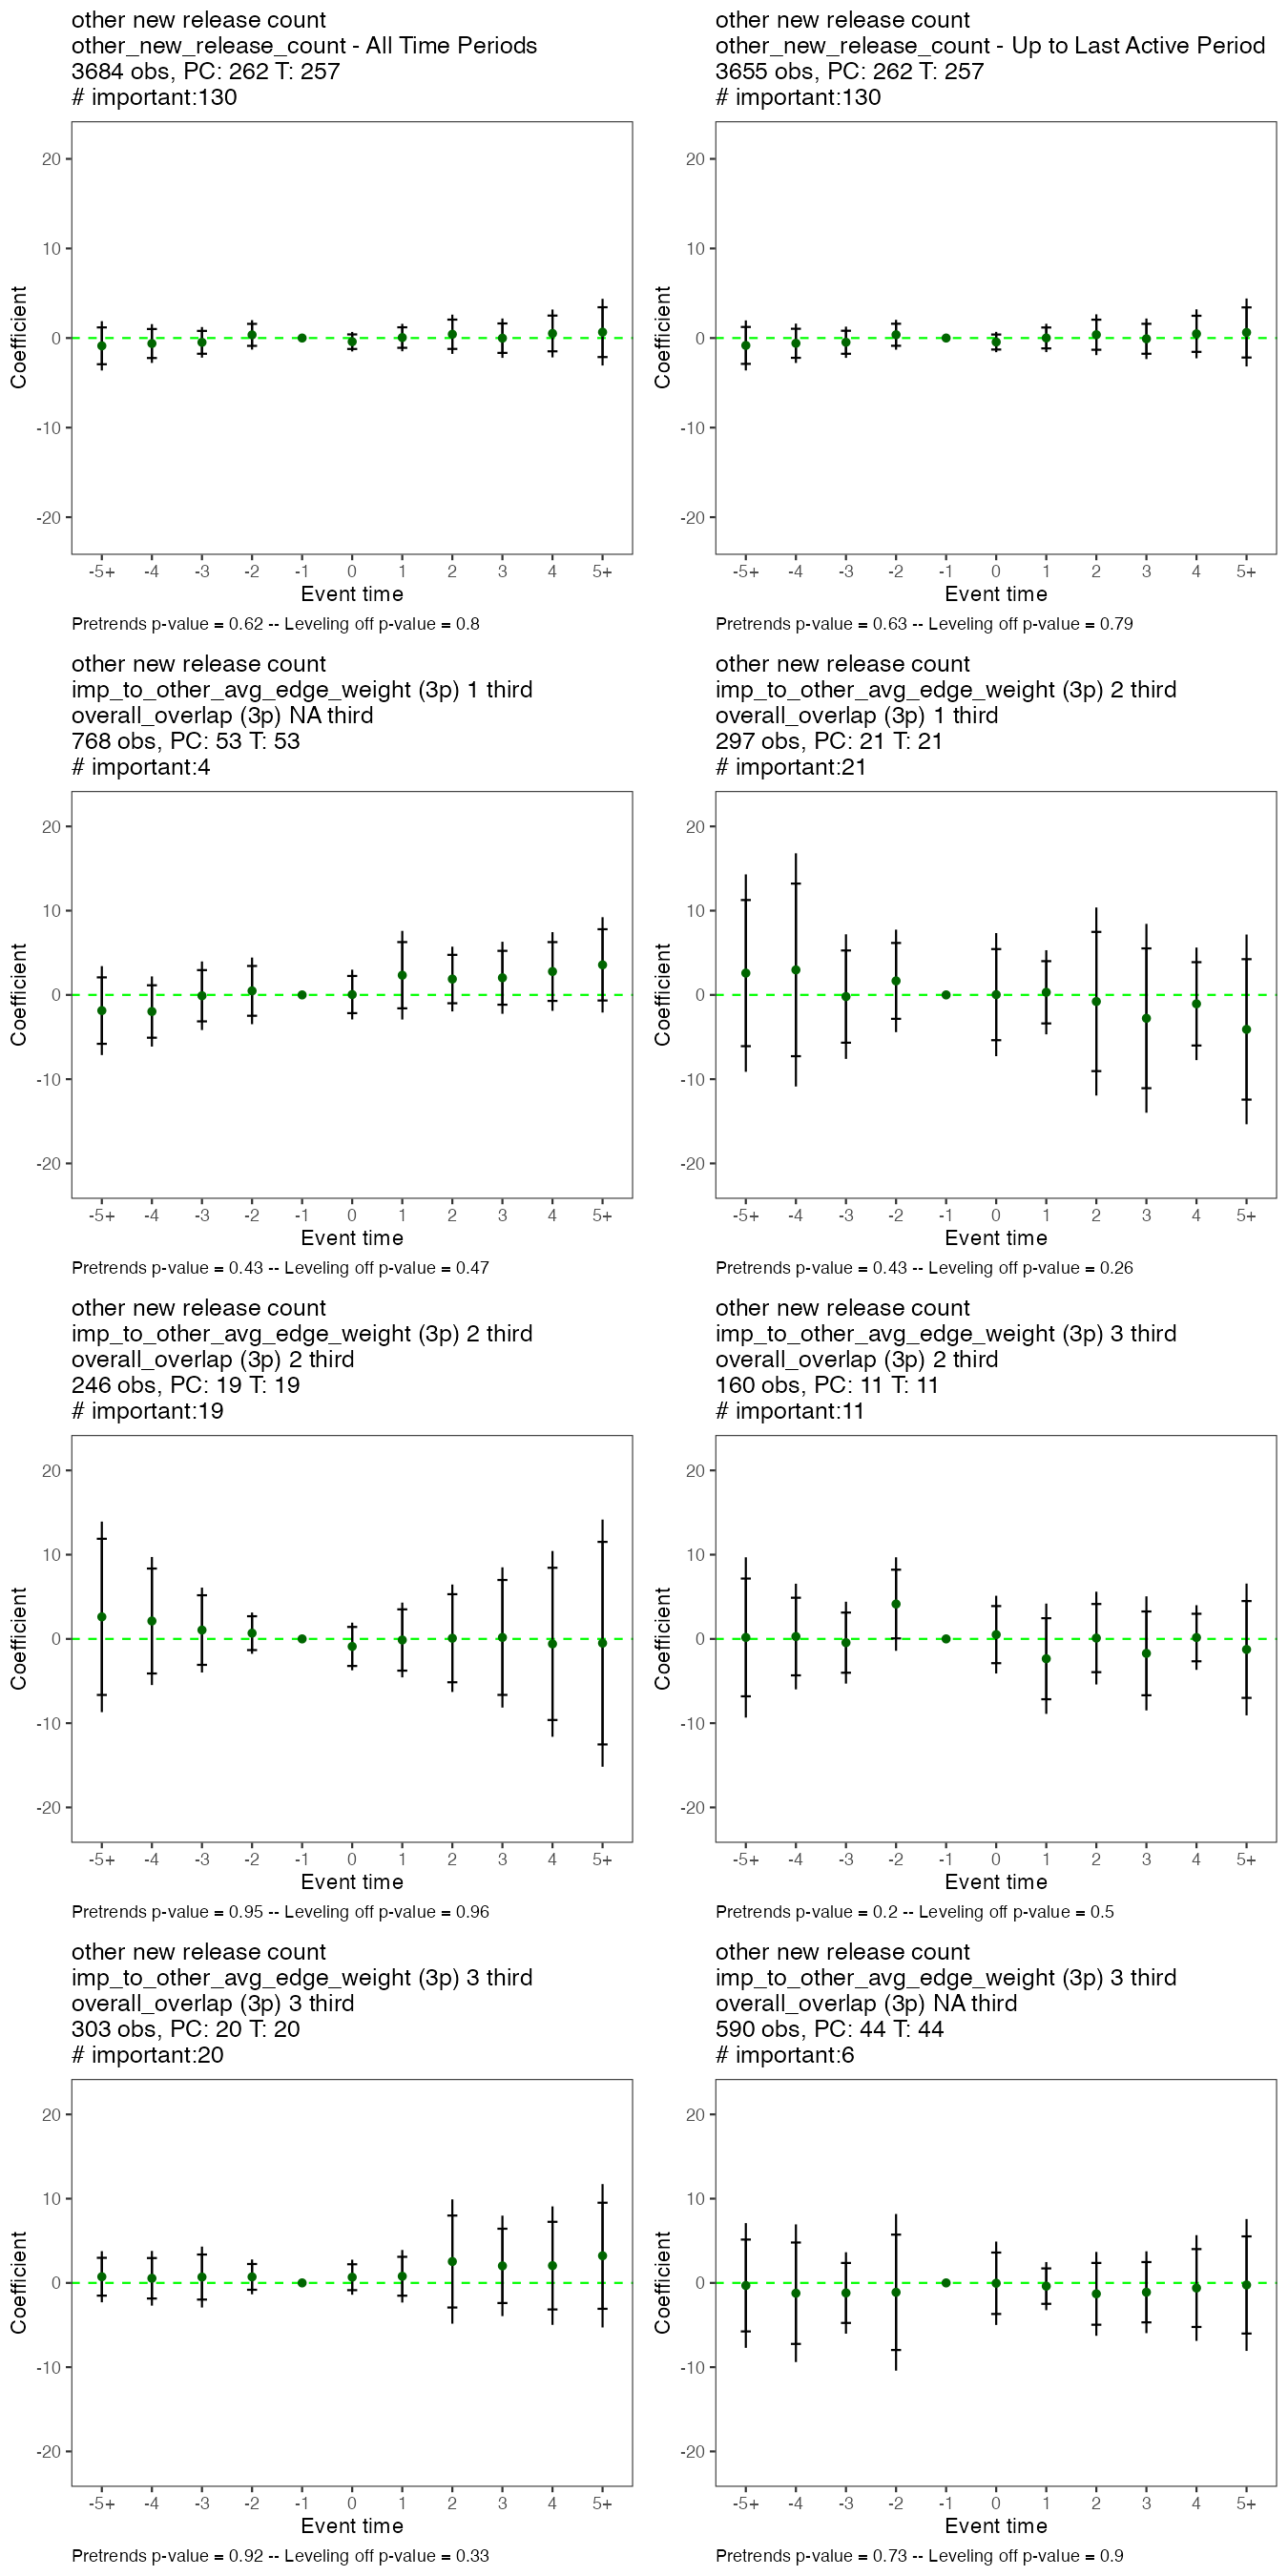 other new release count
other_new_release_count - All Time Periods
3684 obs, PC: 262 T: 257
# important:130
20
10
0
-10
-20
Coefficient
-5+ -4 -3 -2 -1 0 1 2 3 4 5+
Event time
Pretrends p-value = 0.62 -- Leveling off p-value = 0.8
other new release count
other_new_release_count - Up to Last Active Period
3655 obs, PC: 262 T: 257
# important:130
20
10
0
-10
-20
Coefficient
-5+ -4 -3 -2 -1 0 1 2 3 4 5+
Event time
Pretrends p-value = 0.63 -- Leveling off p-value = 0.79
other new release count
imp_to_other_avg_edge_weight (3p) 1 third
overall_overlap (3p) NA third
768 obs, PC: 53 T: 53
# important:4
20
10
0
-10
-20
Coefficient
-5+ -4 -3 -2 -1 0 1 2 3 4 5+
Event time
Pretrends p-value = 0.43 -- Leveling off p-value = 0.47
other new release count
imp_to_other_avg_edge_weight (3p) 2 third
overall_overlap (3p) 1 third
297 obs, PC: 21 T: 21
# important:21
20
10
0
-10
-20
Coefficient
-5+ -4 -3 -2 -1 0 1 2 3 4 5+
Event time
Pretrends p-value = 0.43 -- Leveling off p-value = 0.26
other new release count
imp_to_other_avg_edge_weight (3p) 2 third
overall_overlap (3p) 2 third
246 obs, PC: 19 T: 19
# important:19
20
10
0
-10
-20
Coefficient
-5+ -4 -3 -2 -1 0 1 2 3 4 5+
Event time
Pretrends p-value = 0.95 -- Leveling off p-value = 0.96
other new release count
imp_to_other_avg_edge_weight (3p) 3 third
overall_overlap (3p) 2 third
160 obs, PC: 11 T: 11
# important:11
20
10
0
-10
-20
Coefficient
-5+ -4 -3 -2 -1 0 1 2 3 4 5+
Event time
Pretrends p-value = 0.2 -- Leveling off p-value = 0.5
other new release count
imp_to_other_avg_edge_weight (3p) 3 third
overall_overlap (3p) 3 third
303 obs, PC: 20 T: 20
# important:20
20
10
0
-10
-20
Coefficient
-5+ -4 -3 -2 -1 0 1 2 3 4 5+
Event time
Pretrends p-value = 0.92 -- Leveling off p-value = 0.33
other new release count
imp_to_other_avg_edge_weight (3p) 3 third
overall_overlap (3p) NA third
590 obs, PC: 44 T: 44
# important:6
20
10
0
-10
-20
Coefficient
-5+ -4 -3 -2 -1 0 1 2 3 4 5+
Event time
Pretrends p-value = 0.73 -- Leveling off p-value = 0.9